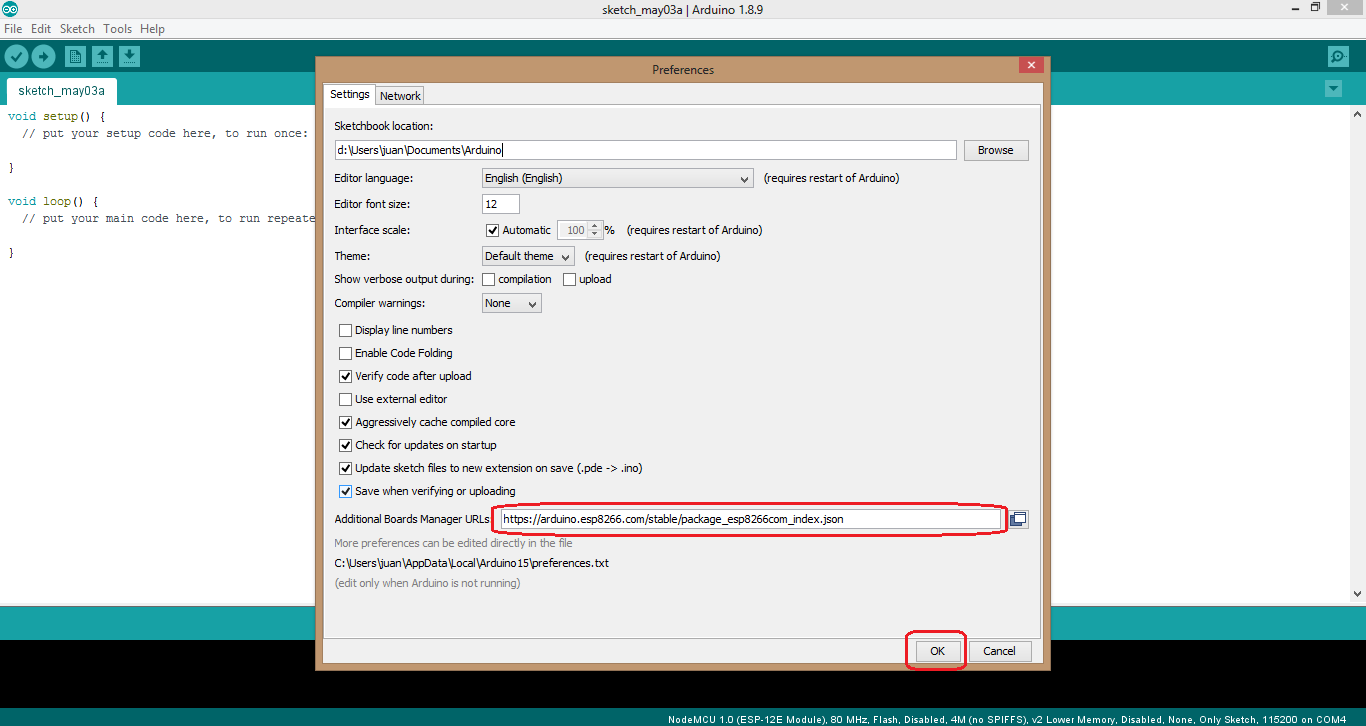 sketch_may03a | Arduino 1.8.9
File Edit Sketch Tools Help
sketch_may03a
void setup() {
// put your setup code here, to run once:
}
void loop() {
// put your main code here, to run repeate
}
Preferences
Settings Network
Sketchbook location:
d:\Users\juan\Documents\Arduino
Browse
Editor language: English (English) (requires restart of Arduino)
Editor font size: 12
Interface scale: Automatic 100 % (requires restart of Arduino)
Theme: Default theme (requires restart of Arduino)
Show verbose output during: compilation upload
Compiler warnings: None
Display line numbers
Enable Code Folding
Verify code after upload
Use external editor
Aggressively cache compiled core
Check for updates on startup
Update sketch files to new extension on save (.pde -> .ino)
Save when verifying or uploading
Additional Boards Manager URLs: https://arduino.esp8266.com/stable/package_esp8266com_index.json
More preferences can be edited directly in the file
C:\Users\juan\AppData\Local\Arduino15\preferences.txt
(edit only when Arduino is not running)
OK Cancel
NodeMCU 1.0 (ESP-12E Module), 80 MHz, Flash, Disabled, 4M (no SPIFFS), v2 Lower Memory, Disabled, None, Only Sketch, 115200 on COM4